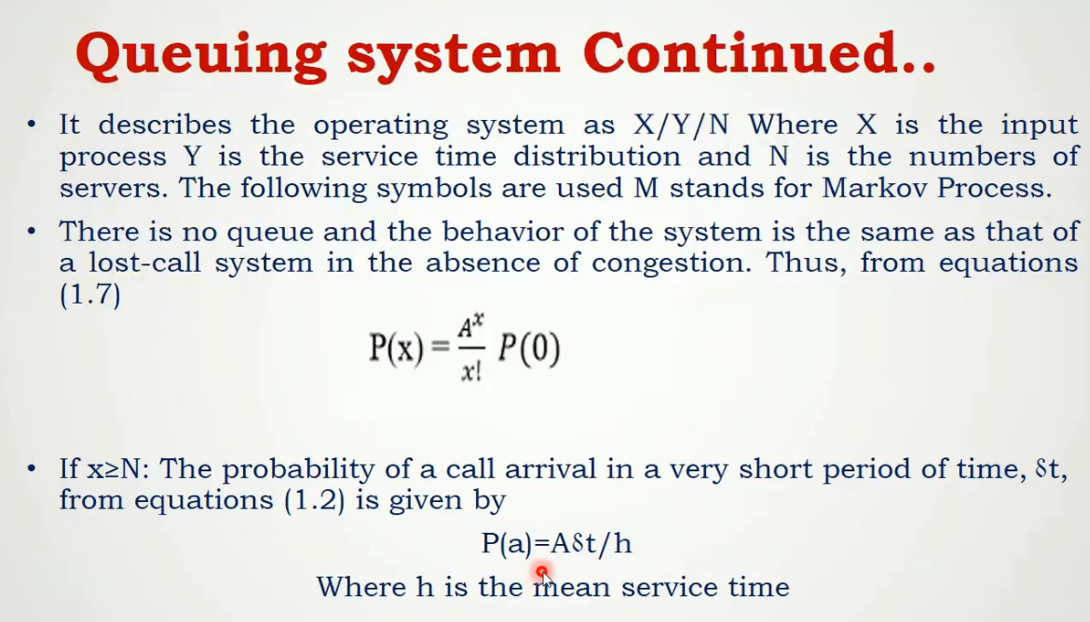 Queuing system Continued..
• It describes the operating system as X/Y/N Where X is the input
process Y is the service time distribution and N is the numbers of
servers. The following symbols are used M stands for Markov Process.
• There is no queue and the behavior of the system is the same as that of
a lost-call system in the absence of congestion. Thus, from equations
(1.7)
P(x) = A^x / x! P(0)
• If x≥N: The probability of a call arrival in a very short period of time, δt,
from equations (1.2) is given by
P(a)=Aδt/h
Where h is the mean service time